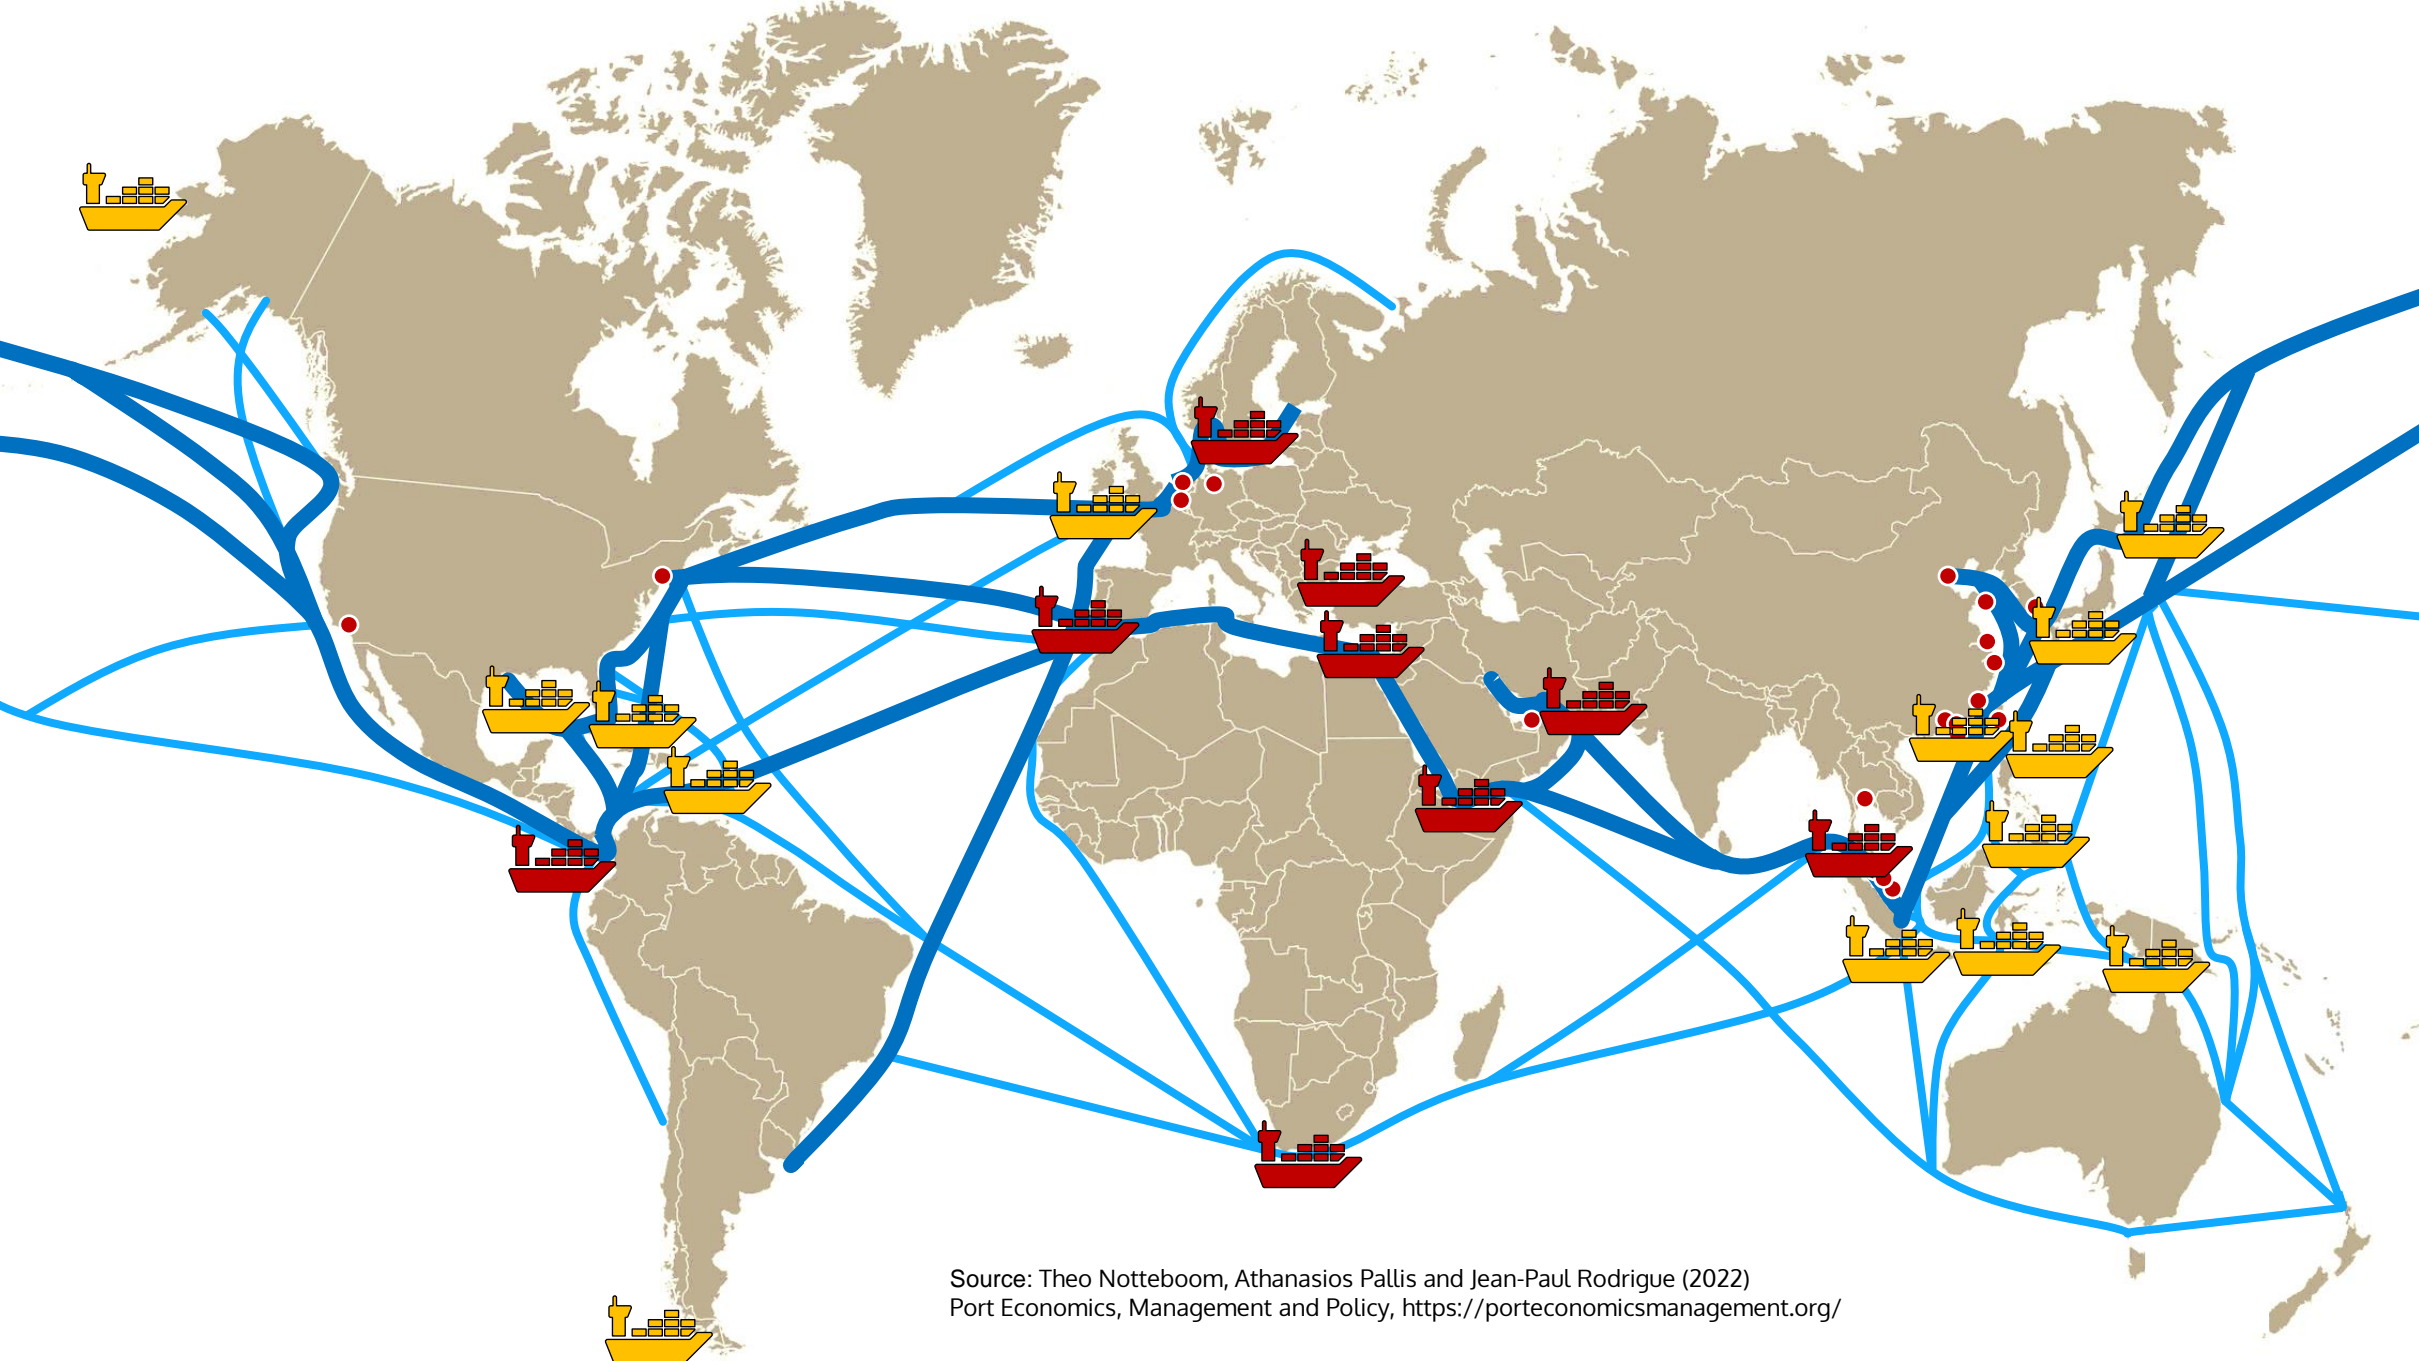 Source: Theo Notteboom, Athanasios Pallis and Jean-Paul Rodrigue (2022)
Port Economics, Management and Policy, https://porteconomicsmanagement.org/